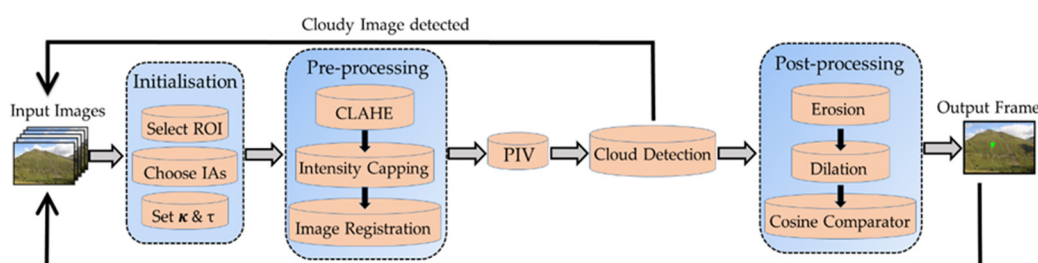 Cloudy Image detected
Input Images
Initialisation
Select ROI
Choose IAs
Set κ & τ
Pre-processing
CLAHE
Intensity Capping
Image Registration
PIV
Cloud Detection
Post-processing
Erosion
Dilation
Cosine Comparator
Output Frame